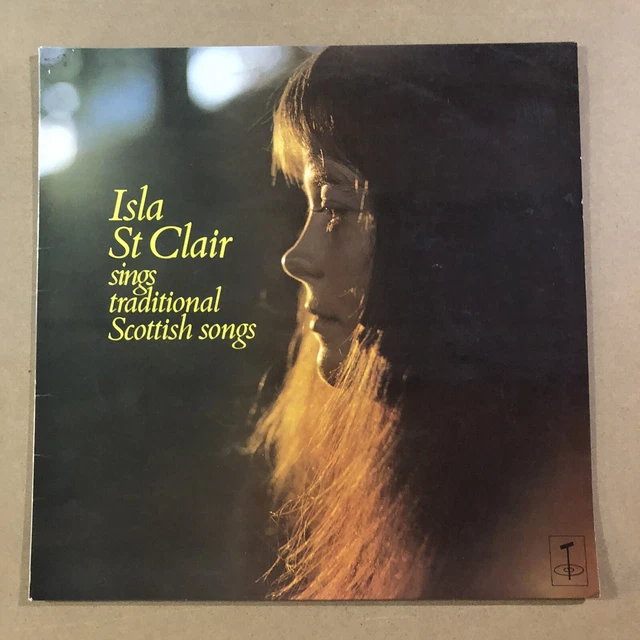 Isla
St Clair
sings
traditional
Scottish songs